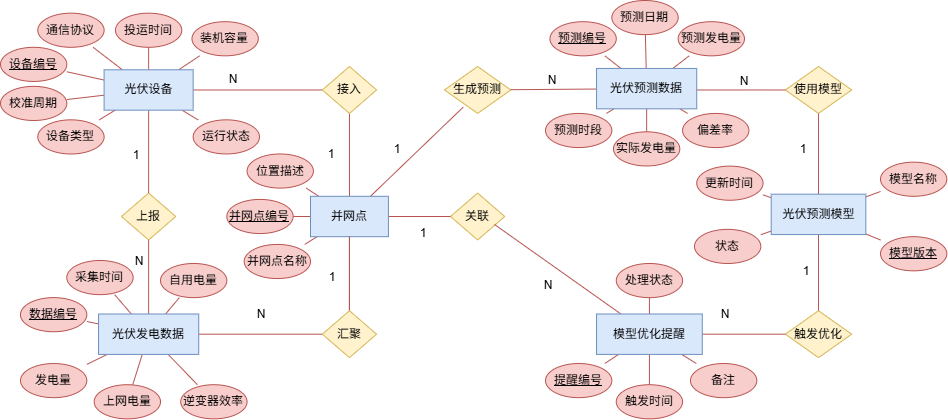 通信协议
投运时间
装机容量
设备编号
校准周期
设备类型
运行状态
光伏设备
N
接入
1
1
上报
N
位置描述
并网点编号
并网点名称
并网点
1
生成预测
N
预测编号
预测日期
预测发电量
光伏预测数据
预测时段
实际发电量
偏差率
N
使用模型
1
更新时间
模型名称
光伏预测模型
状态
模型版本
1
关联
1
N
采集时间
自用电量
数据编号
光伏发电数据
发电量
上网电量
逆变器效率
N
汇聚
1
处理状态
模型优化提醒
提醒编号
触发时间
备注
N
触发优化